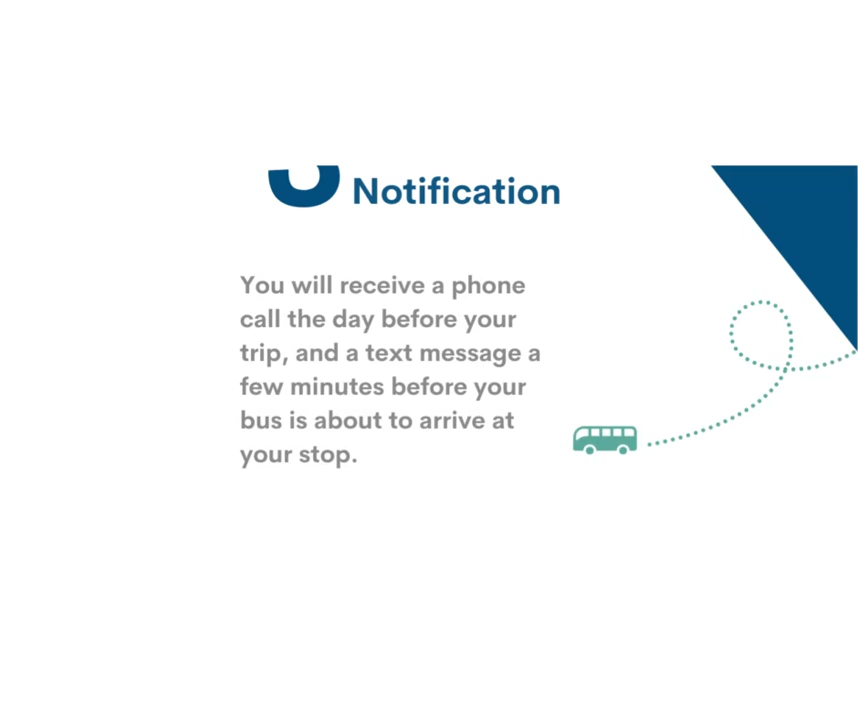 Notification
You will receive a phone
call the day before your
trip, and a text message a
few minutes before your
bus is about to arrive at
your stop.